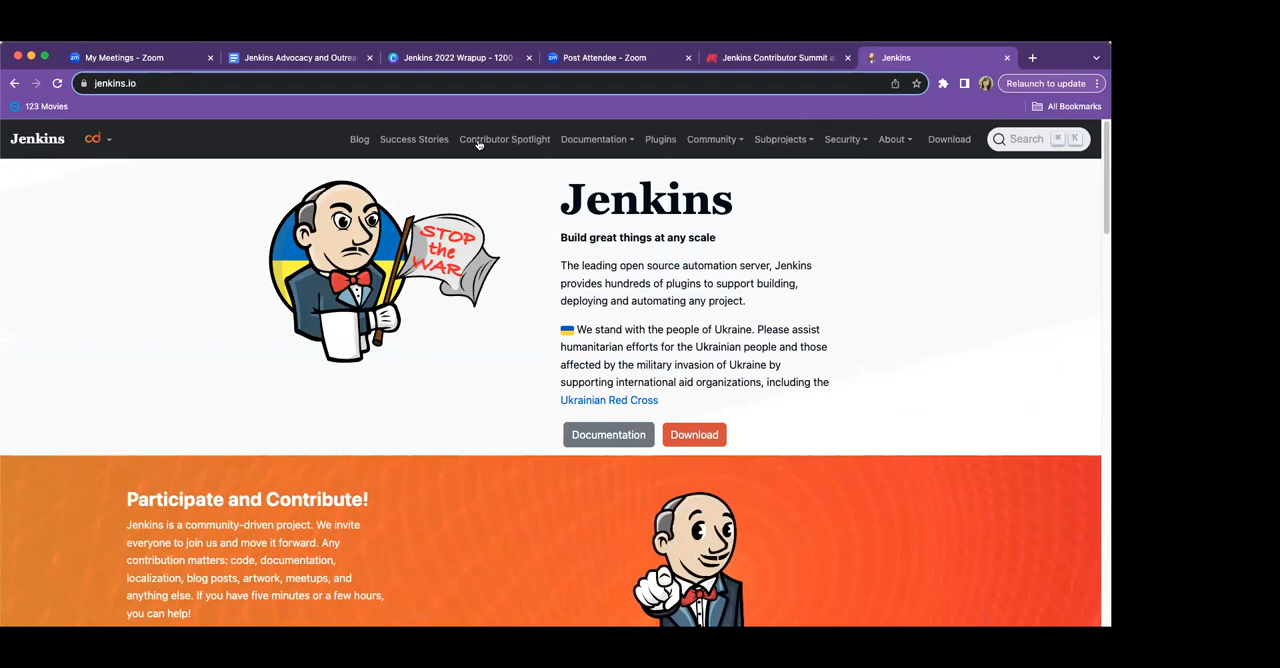 My Meetings - Zoom
Jenkins Advocacy and Outrea
Jenkins 2022 Wrapup - 1200
Post Attendee - Zoom
Jenkins Contributor Summit a
Jenkins
jenkins.io
Relaunch to update
123 Movies
All Bookmarks
Jenkins
cd
Blog
Success Stories
Contributor Spotlight
Documentation
Plugins
Community
Subprojects
Security
About
Download
Search
⌘ K
STOP
the
WAR
Jenkins
Build great things at any scale
The leading open source automation server, Jenkins
provides hundreds of plugins to support building,
deploying and automating any project.
We stand with the people of Ukraine. Please assist
humanitarian efforts for the Ukrainian people and those
affected by the military invasion of Ukraine by
supporting international aid organizations, including the
Ukrainian Red Cross
Documentation
Download
Participate and Contribute!
Jenkins is a community-driven project. We invite
everyone to join us and move it forward. Any
contribution matters: code, documentation,
localization, blog posts, artwork, meetups, and
anything else. If you have five minutes or a few hours,
you can help!